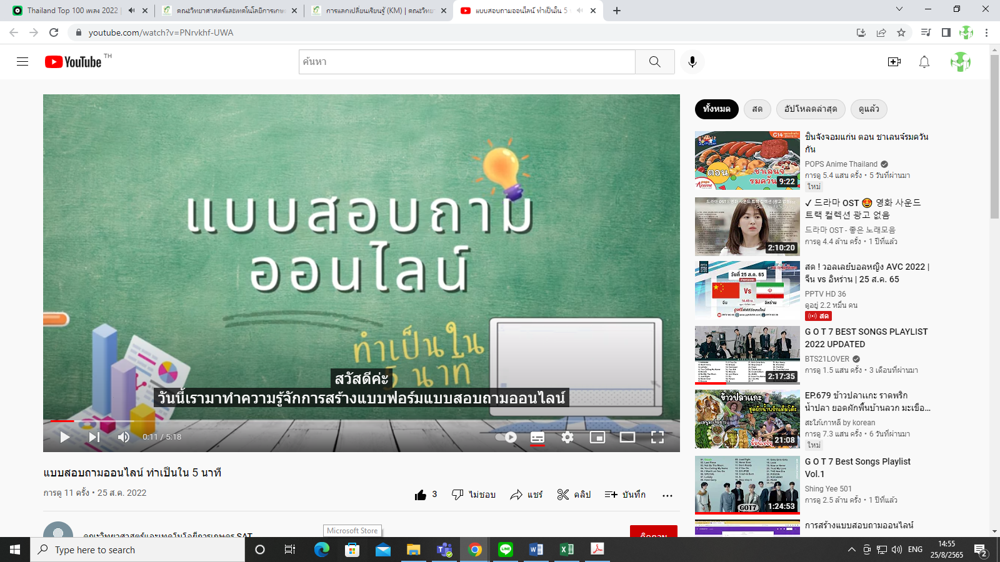 Thailand Top 100 เพลง 2022
คณะวิทยาศาสตร์และเทคโนโลยีการเกษ
การแลกเปลี่ยนเรียนรู้ (KM) | คณะวิทย
แบบสอบถามออนไลน์ ทำเป็นใน 5
youtube.com/watch?v=PNrvkhf-UWA
YouTube TH
ค้นหา
แบบสอบถาม
ออนไลน์
ทำเป็นใน
5 นาที
สวัสดีค่ะ
วันนี้เรามาทำความรู้จักการสร้างแบบฟอร์มแบบสอบถามออนไลน์
0:11 / 5:18
แบบสอบถามออนไลน์ ทำเป็นใน 5 นาที
การดู 11 ครั้ง • 25 ส.ค. 2022
3
ไม่ชอบ
แชร์
คลิป
บันทึก
คณะวิทยาศาสตร์และเทคโนโลยีการเกษตร SAT
ติดตาม
Microsoft Store
ทั้งหมด
สด
อัปโหลดล่าสุด
ดูแล้ว
C14
ตอน
ชาเลนจ์
รมควัน
pops
Anime
9:22
ชินจังจอมแก่น ตอน ชาเลนจ์รมควัน
กัน
POPS Anime Thailand
การดู 5.4 แสน ครั้ง • 5 วันที่ผ่านมา
ใหม่
드라마 OST
2:10:20
✓ 드라마 OST 🤩 영화 사운드
트랙 컬렉션 광고 없음
드라마 OST - 좋은 노래모음
การดู 4.4 ล้าน ครั้ง • 1 ปีที่แล้ว
PPTV
วันที่ 25 ส.ค. 65
Vs
จีน
14.45 น.
อิหร่าน
สด ! วอลเลย์บอลหญิง AVC 2022 |
จีน vs อิหร่าน | 25 ส.ค. 65
PPTV HD 36
ดูอยู่ 2.2 หมื่น คน
สด
2:17:35
G O T 7 BEST SONGS PLAYLIST
2022 UPDATED
BTS21LOVER
การดู 1.5 แสน ครั้ง • 3 เดือนที่ผ่านมา
ข้าวปลาแกะ
21:08
EP.679 ข้าวปลาแกะ ราดพริก
น้ำปลา ยอดผักพื้นบ้านลวก มะเขือ...
สะใภ้เกาหลี by korean
การดู 7.3 แสน ครั้ง • 6 วันที่ผ่านมา
ใหม่
GOT7
1:24:53
G O T 7 Best Songs Playlist
Vol.1
Shing Yee 501
การดู 2.5 ล้าน ครั้ง • 1 ปีที่แล้ว
การสร้างแบบสอบถามออนไลน์
Type here to search
ENG
14:55
25/8/2565
2